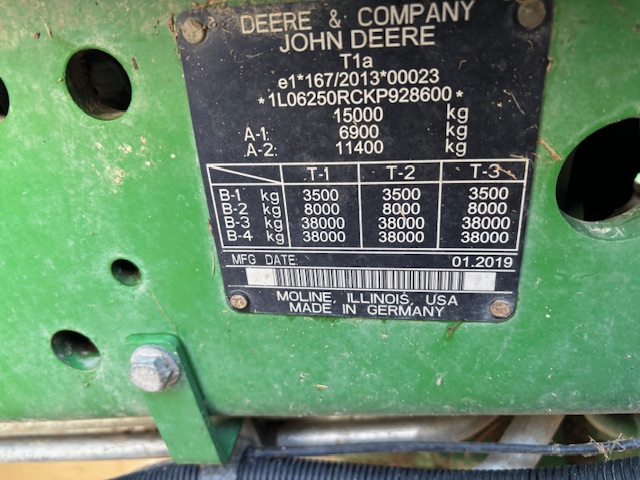 DEERE & COMPANY
JOHN DEERE
T1a
e1*167/2013*00023
*1L06250RCKP928600*
15000 kg
A-1: 6900 kg
A-2: 11400 kg
T-1 T-2 T-3
B-1 kg 3500 3500 3500
B-2 kg 8000 8000 8000
B-3 kg 38000 38000 38000
B-4 kg 38000 38000 38000
MFG DATE: 01.2019
MOLINE, ILLINOIS, USA
MADE IN GERMANY